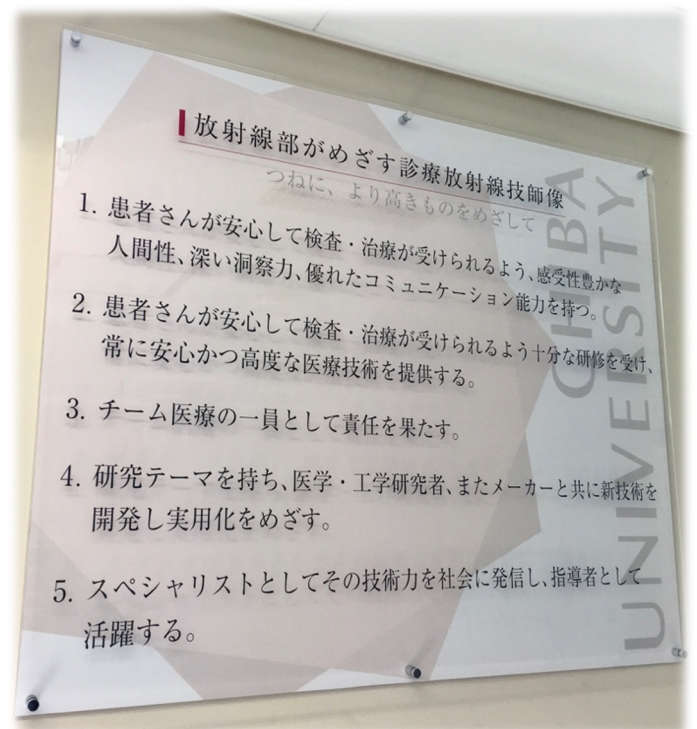 放射線部がめざす診療放射線技師像
つねに、より高きものをめざして
1. 患者さんが安心して検査・治療が受けられるよう、感受性豊かな
人間性、深い洞察力、優れたコミュニケーション能力を持つ。
2. 患者さんが安心して検査・治療が受けられるよう十分な研修を受け、
常に安心かつ高度な医療技術を提供する。
3. チーム医療の一員として責任を果たす。
4. 研究テーマを持ち、医学・工学研究者、またメーカーと共に新技術を
開発し実用化をめざす。
5. スペシャリストとしてその技術力を社会に発信し、指導者として
活躍する。
CHIBA
UNIVERSITY